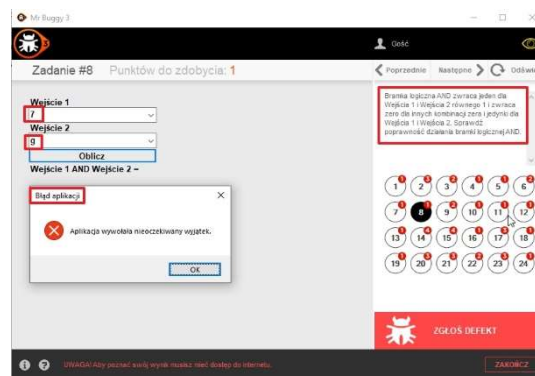 Mr Buggy 3
Gość
Zadanie #8 Punktów do zdobycia: 1
Poprzednie Następne Odśwież
Wejście 1
7
Wejście 2
g
Oblicz
Wejście 1 AND Wejście 2 =
Bramka logiczna AND zwraca jeden dla
Wejścia 1 i Wejścia 2 równego 1 i zwraca
zero dla innych kombinacji zera i jedynki dla
Wejścia 1 i Wejścia 2. Sprawdź
poprawność działania bramki logicznej AND.
Błąd aplikacji
Aplikacja wywołała nieoczekiwany wyjątek.
OK
1 2 3 4 5 6
7 8 9 10 11 12
13 14 15 16 17 18
19 20 21 22 23 24
ZGŁOŚ DEFEKT
UWAGA! Aby poznać swój wynik musisz mieć dostęp do internetu.
ZAKOŃCZ